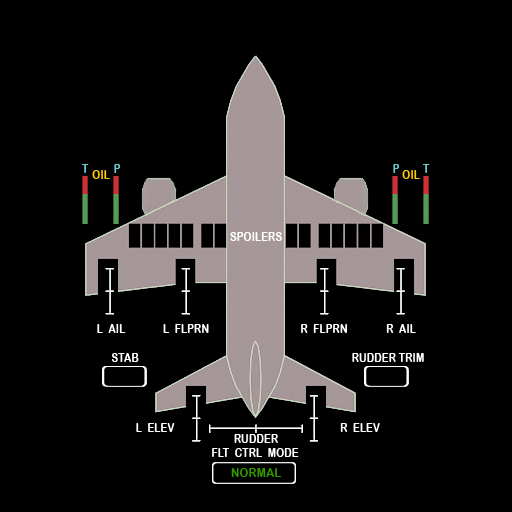 T OIL P
P OIL T
SPOILERS
L AIL L FLPRN R FLPRN R AIL
STAB RUDDER TRIM
L ELEV R ELEV
RUDDER
FLT CTRL MODE
NORMAL